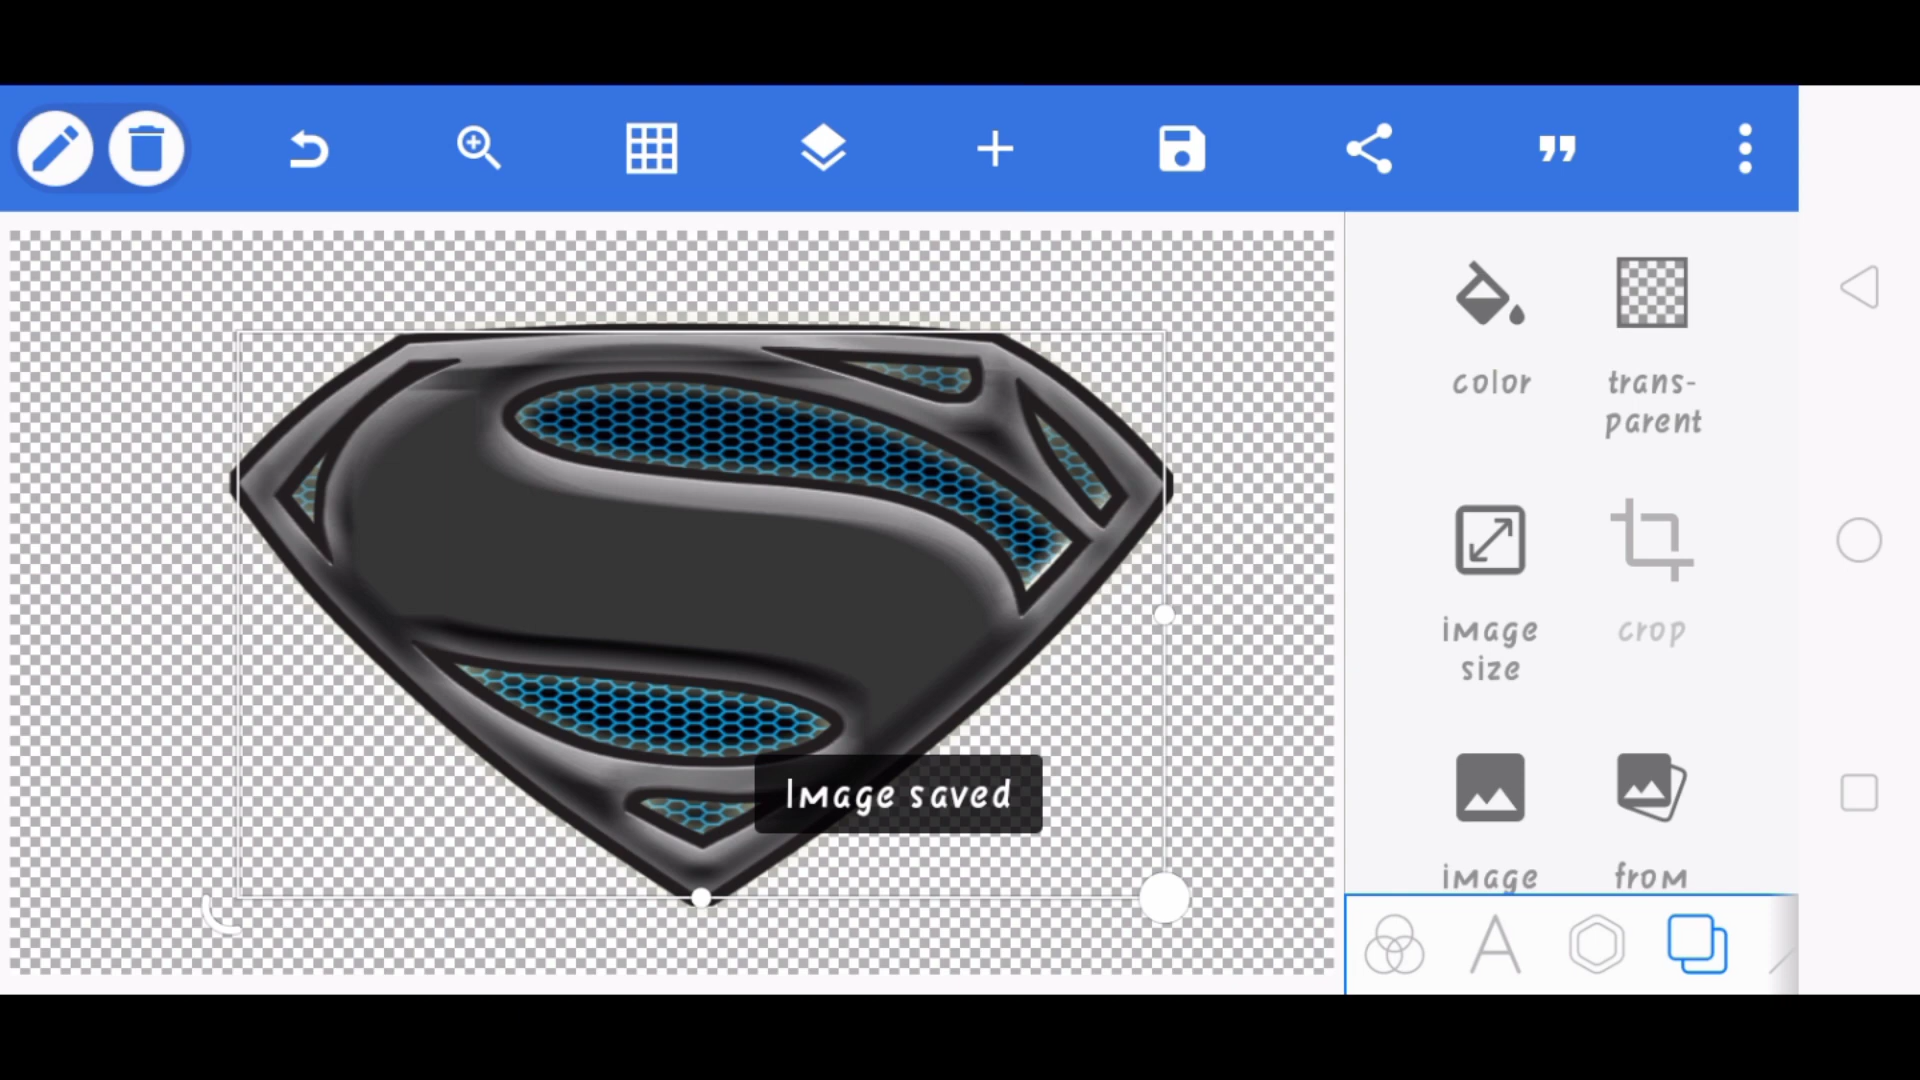 color
trans-
parent
image
size
crop
Image saved
image
from